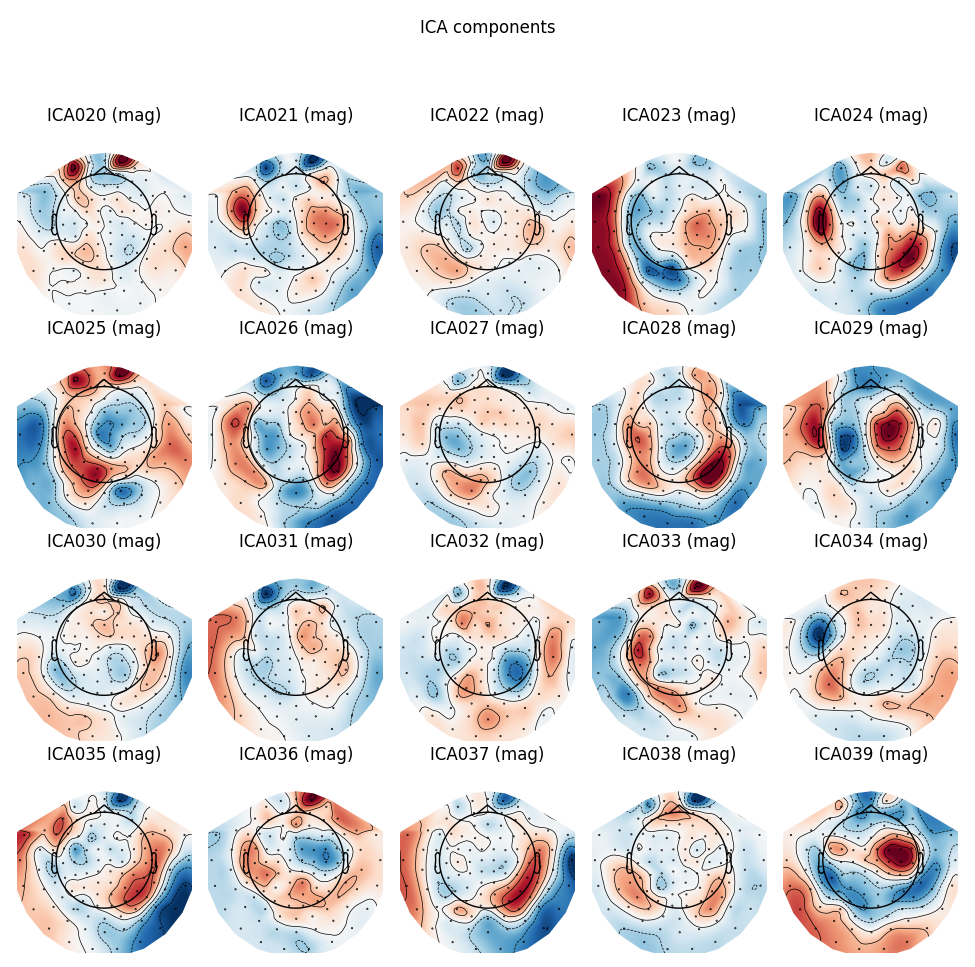 ICA components
ICA020 (mag) ICA021 (mag) ICA022 (mag) ICA023 (mag) ICA024 (mag)
ICA025 (mag) ICA026 (mag) ICA027 (mag) ICA028 (mag) ICA029 (mag)
ICA030 (mag) ICA031 (mag) ICA032 (mag) ICA033 (mag) ICA034 (mag)
ICA035 (mag) ICA036 (mag) ICA037 (mag) ICA038 (mag) ICA039 (mag)